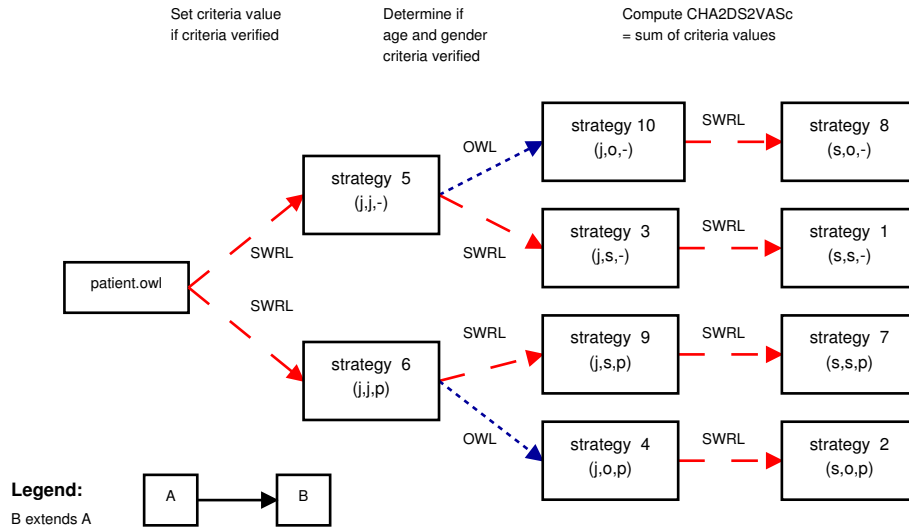 Set criteria value
if criteria verified
Determine if
age and gender
criteria verified
Compute CHA2DS2VASc
= sum of criteria values
strategy 10
(j,o,-)
SWRL
strategy 8
(s,o,-)
OWL
strategy 5
(j,j,-)
SWRL
SWRL
strategy 3
(j,s,-)
SWRL
strategy 1
(s,s,-)
patient.owl
SWRL
SWRL
strategy 9
(j,s,p)
SWRL
strategy 7
(s,s,p)
strategy 6
(j,j,p)
OWL
strategy 4
(j,o,p)
SWRL
strategy 2
(s,o,p)
Legend:
B extends A
A
B